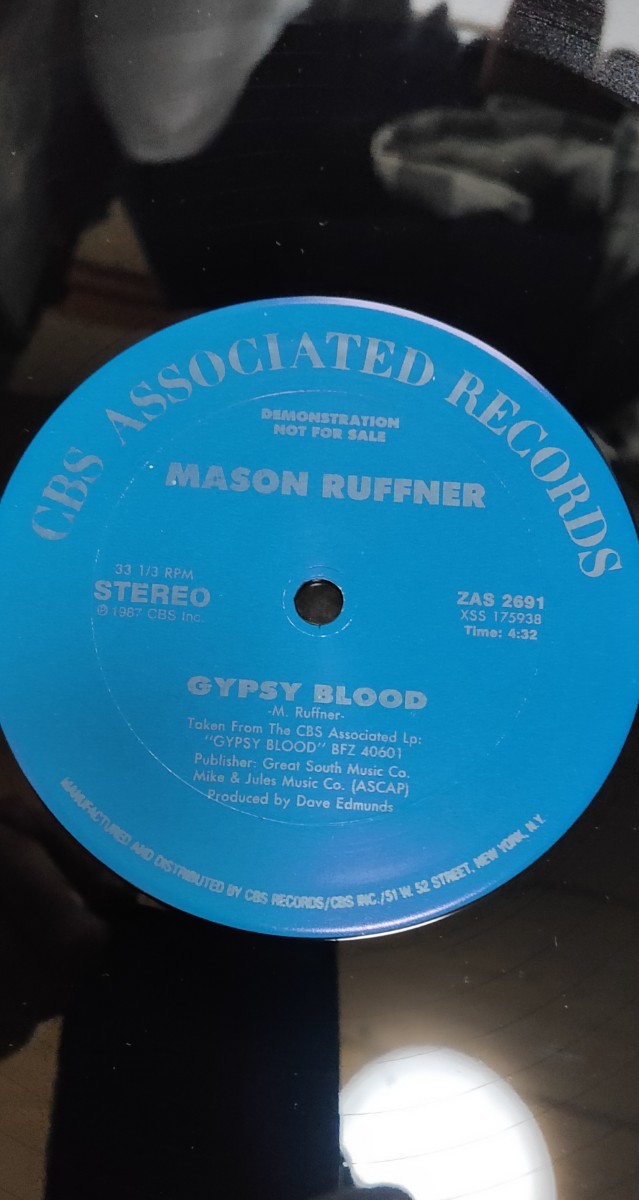 CBS ASSOCIATED RECORDS
DEMONSTRATION
NOT FOR SALE
MASON RUFFNER
33 1/3 RPM
STEREO
℗ 1987 CBS Inc.
ZAS 2691
XSS 175938
Time: 4:32
GYPSY BLOOD
-M. Ruffner-
Taken From The CBS Associated Lp:
"GYPSY BLOOD" BFZ 40601
Publisher: Great South Music Co.
Mike & Jules Music Co. (ASCAP)
Produced by Dave Edmunds
MANUFACTURED AND DISTRIBUTED BY CBS RECORDS/CBS INC./51 W. 52 STREET, NEW YORK, N.Y.